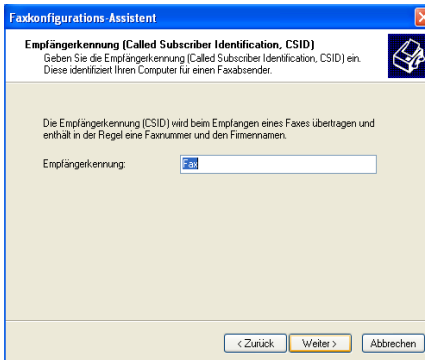 Faxkonfigurations-Assistent
Empfängerkennung (Called Subscriber Identification, CSID)
Geben Sie die Empfängerkennung (Called Subscriber Identification, CSID) ein.
Diese identifiziert Ihren Computer für einen Faxabsender.
Die Empfängerkennung (CSID) wird beim Empfangen eines Faxes übertragen und
enthält in der Regel eine Faxnummer und den Firmennamen.
Empfängerkennung: Fax
< Zurück Weiter > Abbrechen